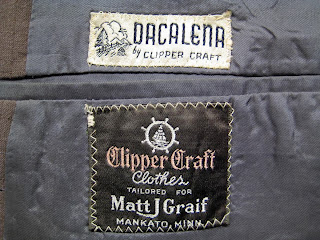 DACALENA
by CLIPPER CRAFT
Clipper Craft
Clothes
TAILORED FOR
Matt J Graif
MANKATO MINN